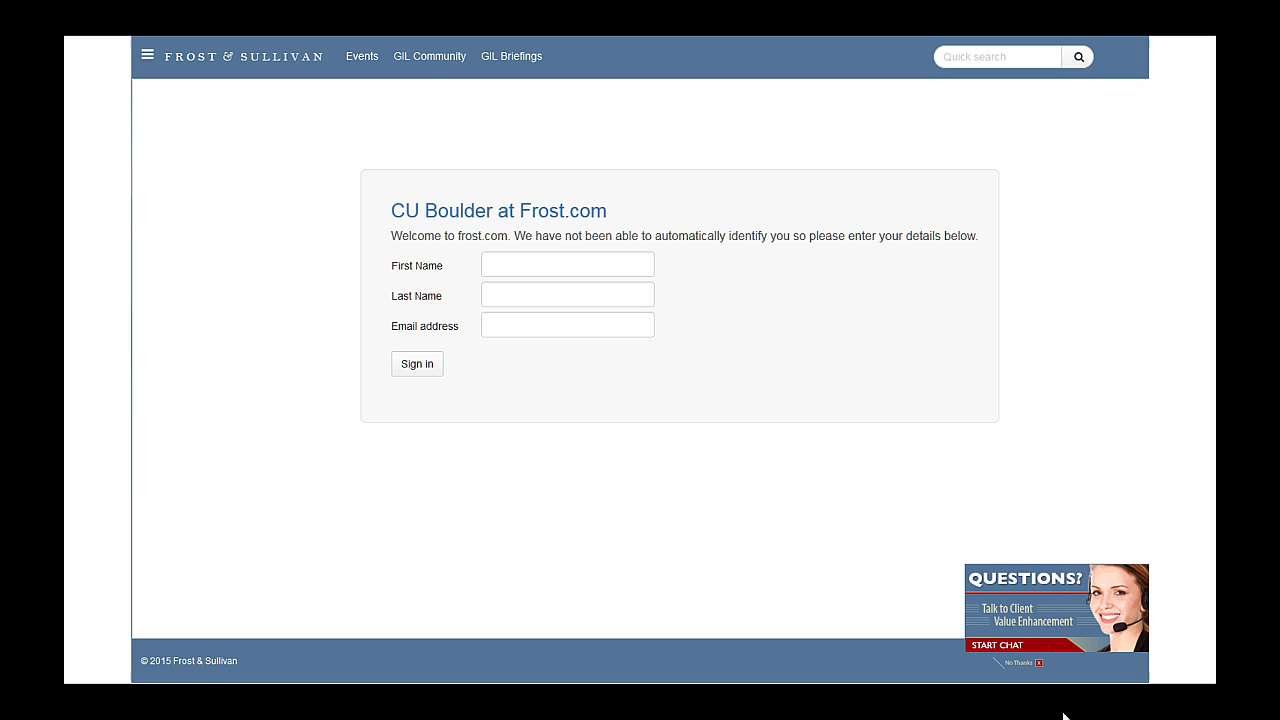 FROST & SULLIVAN Events GIL Community GIL Briefings Quick search
CU Boulder at Frost.com
Welcome to frost.com. We have not been able to automatically identify you so please enter your details below.
First Name
Last Name
Email address
Sign in
QUESTIONS?
Talk to Client
Value Enhancement
START CHAT
No Thanks X
© 2015 Frost & Sullivan